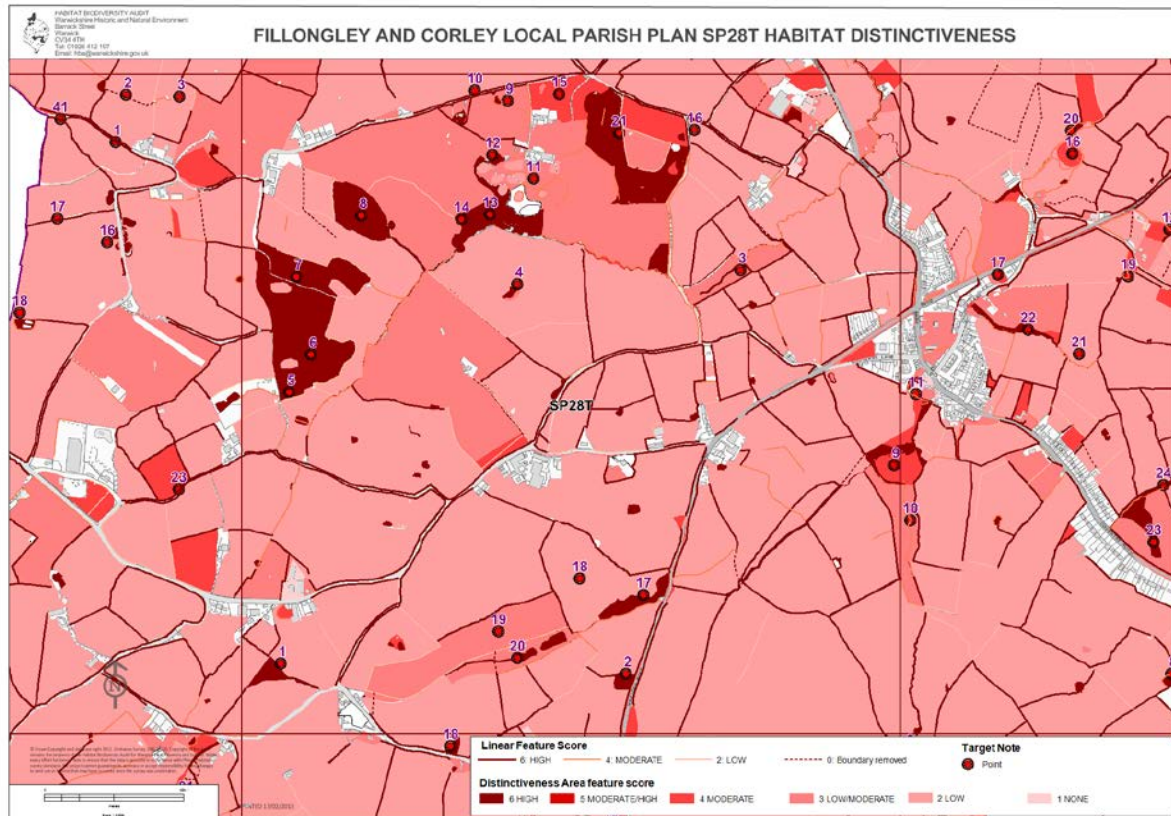 HABITAT BIODIVERSITY AUDIT
Warwickshire Historic and Natural Environment
Barrack Street
Warwick
CV34 4TH
FILLONGLEY AND CORLEY LOCAL PARISH PLAN SP28T HABITAT DISTINCTIVENESS
2
3
10
9
15
41
1
21
16
20
16
12
11
17
16
8
14
13
7
4
3
17
19
18
22
21
6
5
11
SP28T
23
9
24
10
23
18
17
19
20
1
2
N
18
Linear Feature Score
6: HIGH
4: MODERATE
2: LOW
0: Boundary removed
Target Note
Point
Distinctiveness Area feature score
6 HIGH
5 MODERATE/HIGH
4 MODERATE
3 LOW/MODERATE
2 LOW
1 NONE